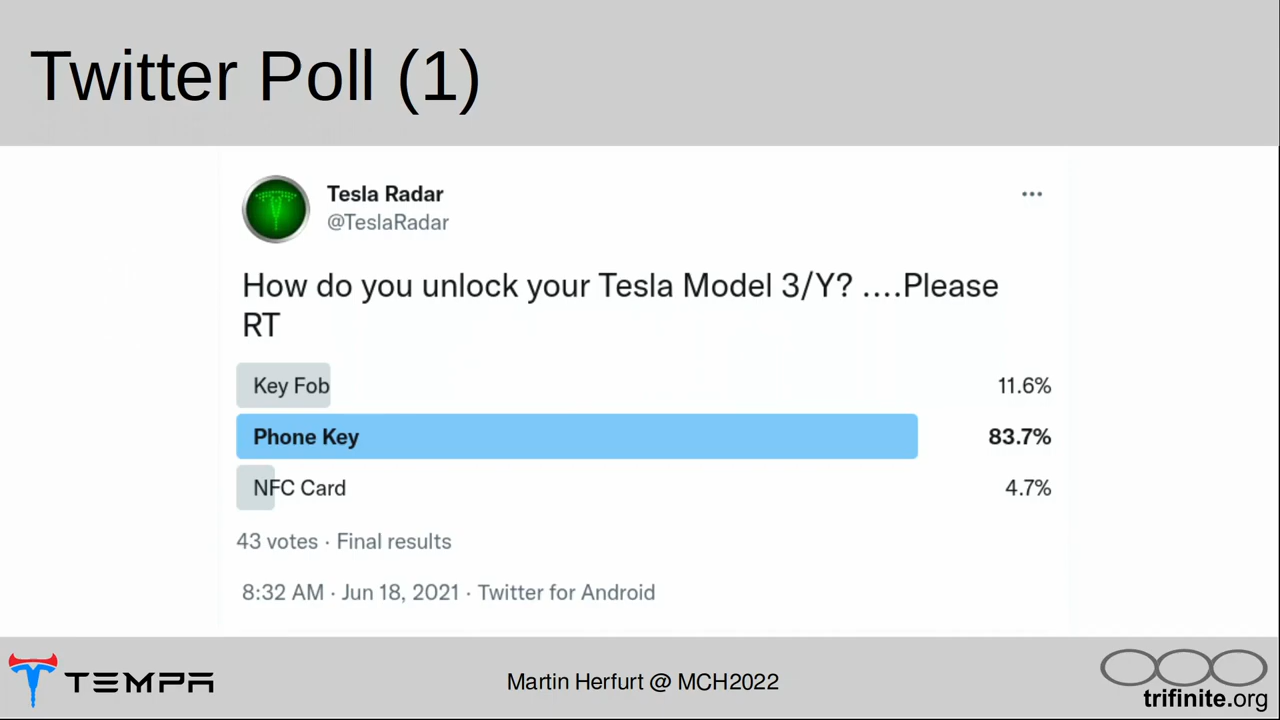 Twitter Poll (1)
Tesla Radar
@TeslaRadar
How do you unlock your Tesla Model 3/Y? ....Please
RT
Key Fob 11.6%
Phone Key 83.7%
NFC Card 4.7%
43 votes · Final results
8:32 AM · Jun 18, 2021 · Twitter for Android
TEMPA
Martin Herfurt @ MCH2022
trifinite.org